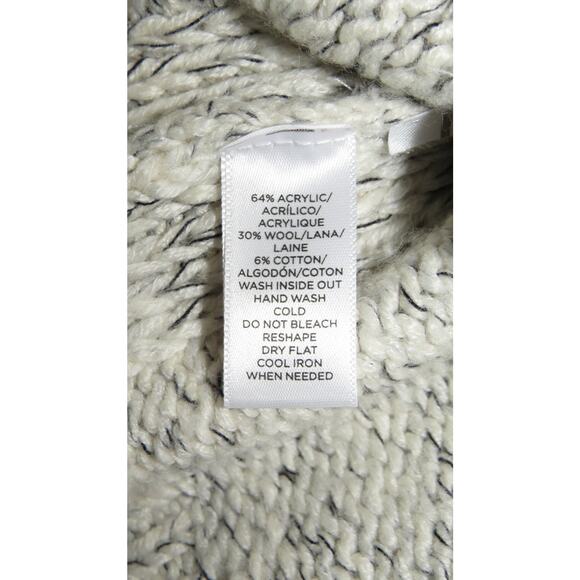 64% ACRYLIC/
ACRÍLICO/
ACRYLIQUE
30% WOOL/LANA/
LAINE
6% COTTON/
ALGODÓN/COTON
WASH INSIDE OUT
HAND WASH
COLD
DO NOT BLEACH
RESHAPE
DRY FLAT
COOL IRON
WHEN NEEDED